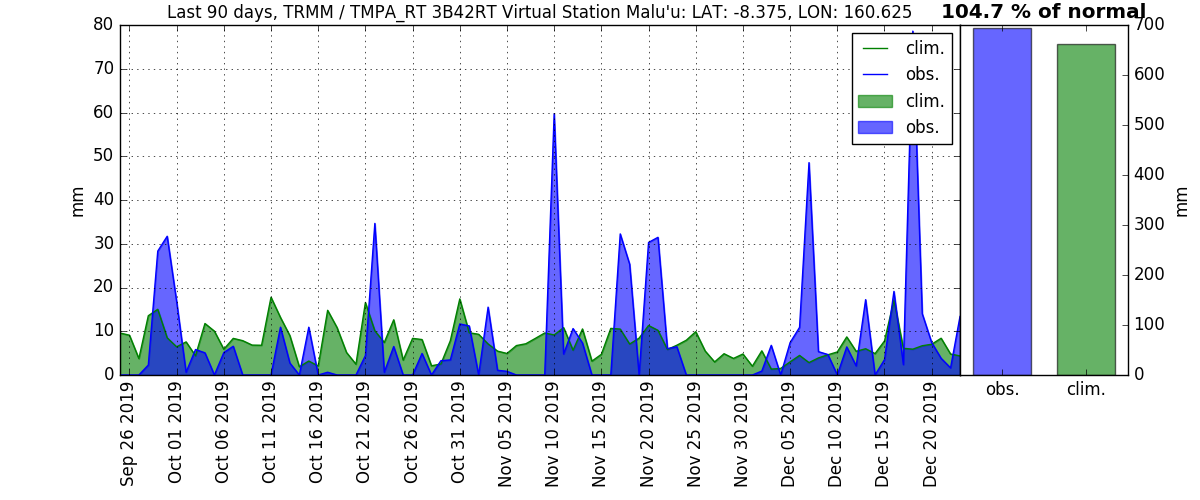 Last 90 days, TRMM / TMPA_RT 3B42RT Virtual Station Malu'u: LAT: -8.375, LON: 160.625
104.7 % of normal
80
70
60
50
40
30
20
10
0
mm
clim.
obs.
clim.
obs.
700
600
500
400
300
200
100
0
mm
Sep 26 2019
Oct 01 2019
Oct 06 2019
Oct 11 2019
Oct 16 2019
Oct 21 2019
Oct 26 2019
Oct 31 2019
Nov 05 2019
Nov 10 2019
Nov 15 2019
Nov 20 2019
Nov 25 2019
Nov 30 2019
Dec 05 2019
Dec 10 2019
Dec 15 2019
Dec 20 2019
obs.
clim.